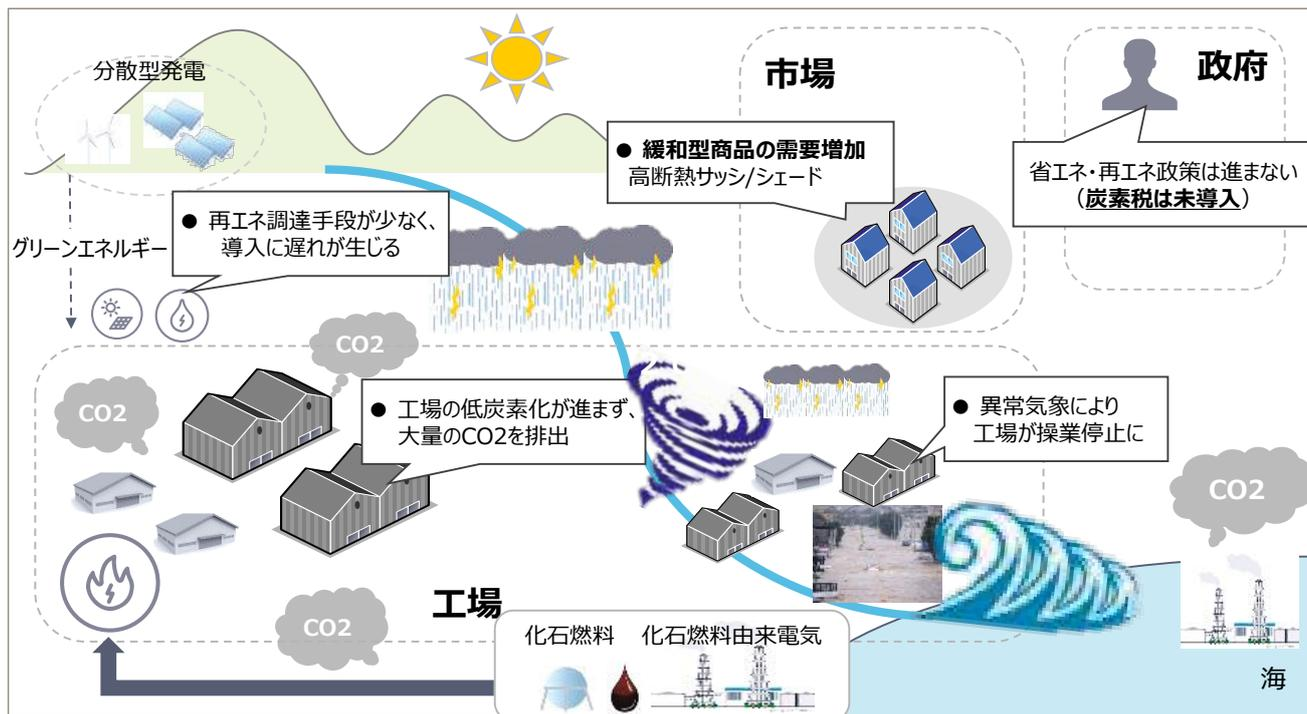 分散型発電
市場
政府
● 緩和型商品の需要増加
高断熱サッシ/シェード
省エネ・再エネ政策は進まない
（炭素税は未導入）
● 再エネ調達手段が少なく、
導入に遅れが生じる
グリーンエネルギー
CO2
CO2
● 工場の低炭素化が進まず、
大量のCO2を排出
● 異常気象により
工場が操業停止に
CO2
工場
CO2
化石燃料 化石燃料由来電気
海